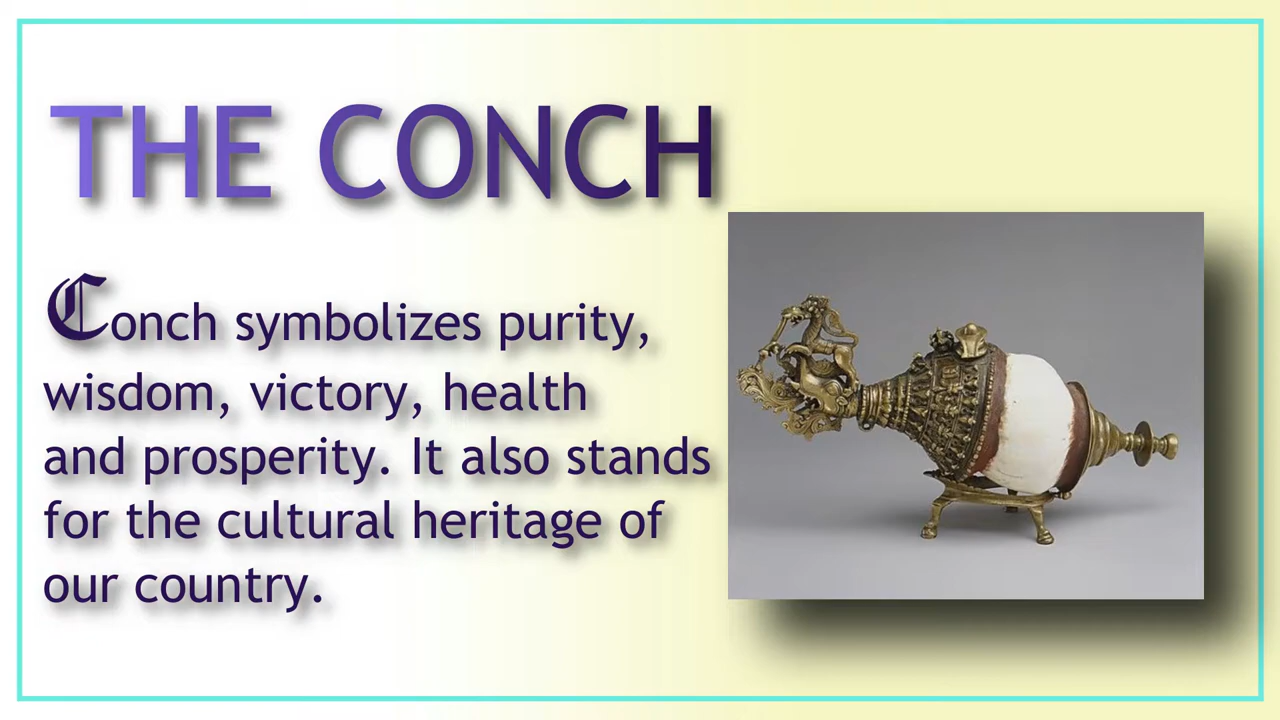 THE CONCH
Conch symbolizes purity,
wisdom, victory, health
and prosperity. It also stands
for the cultural heritage of
our country.